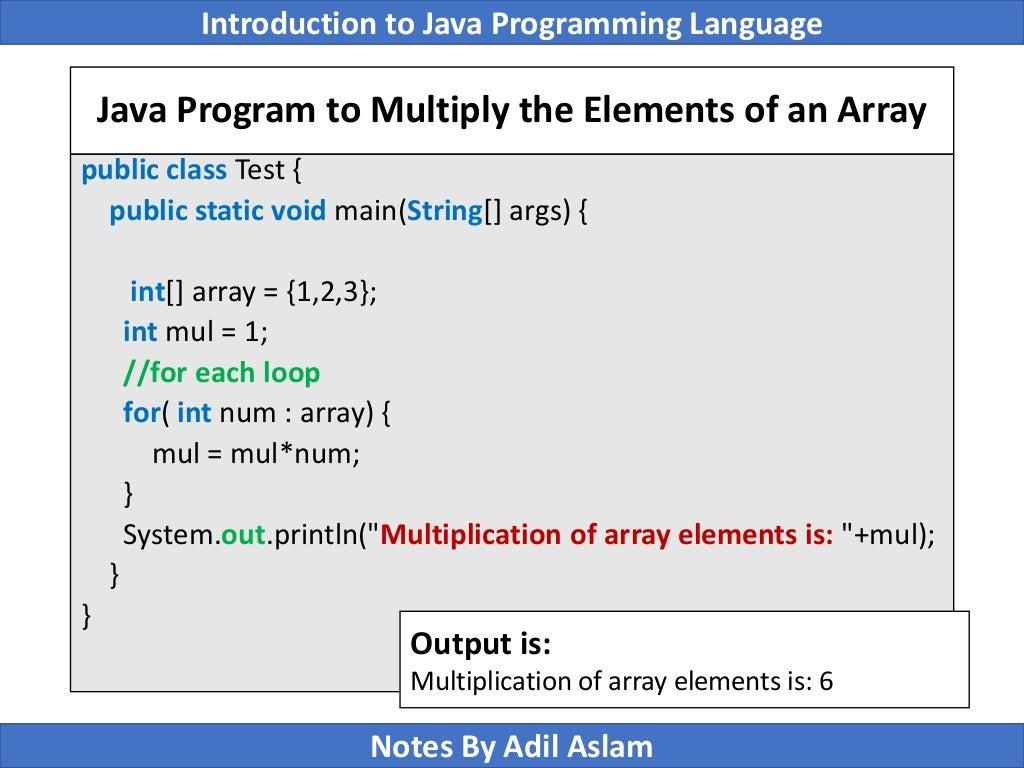 Introduction to Java Programming Language
Java Program to Multiply the Elements of an Array
public class Test {
public static void main(String[] args) {
int[] array = {1,2,3};
int mul = 1;
//for each loop
for( int num : array) {
mul = mul*num;
}
System.out.println("Multiplication of array elements is: "+mul);
}
}
Output is:
Multiplication of array elements is: 6
Notes By Adil Aslam